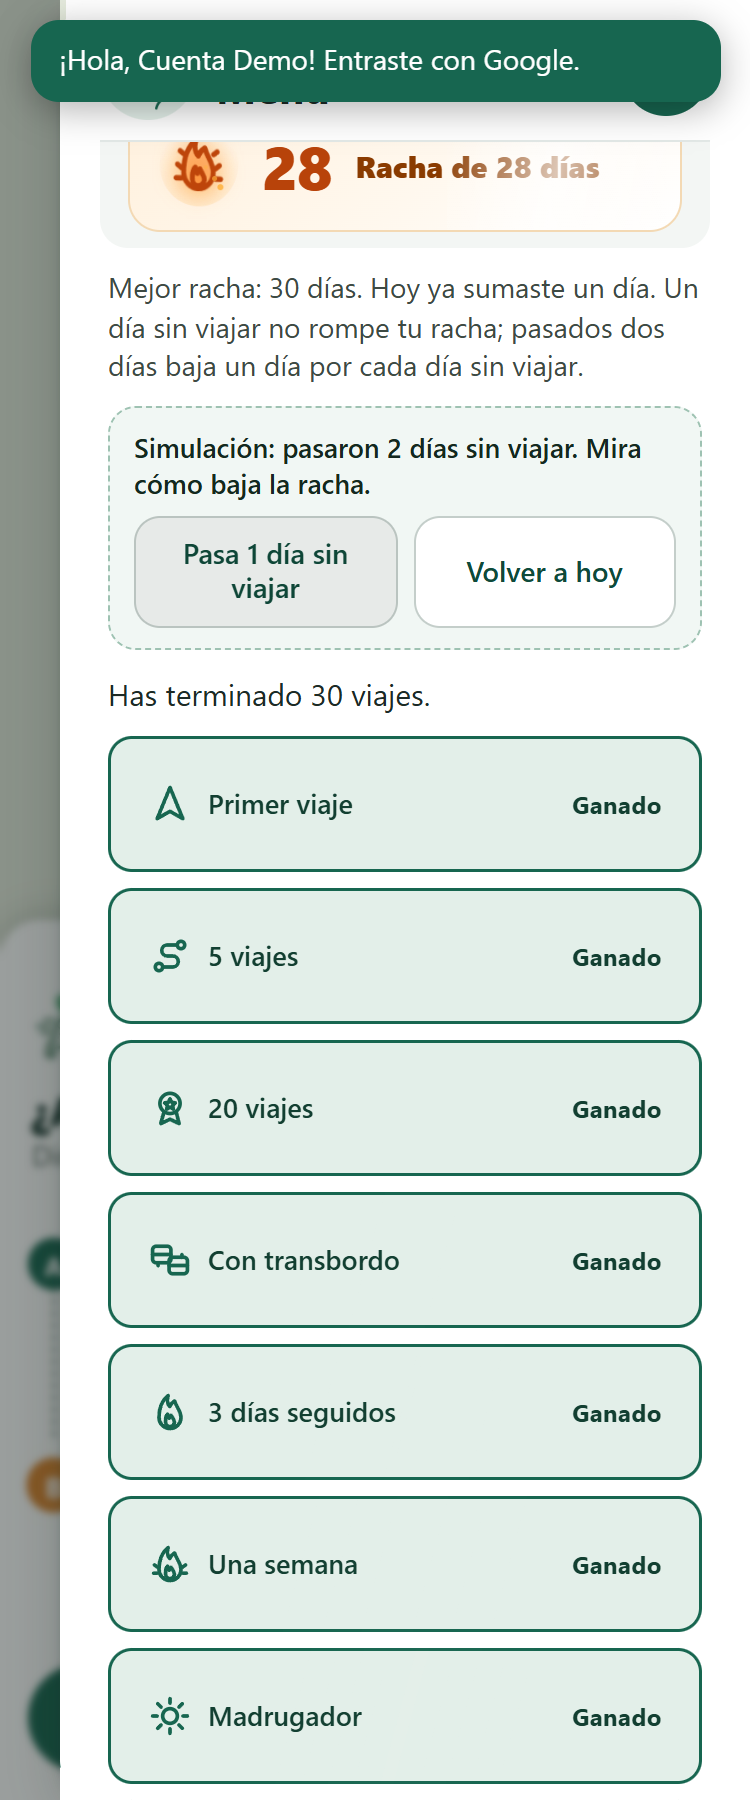 ¡Hola, Cuenta Demo! Entraste con Google.
28
Racha de 28 días
Mejor racha: 30 días. Hoy ya sumaste un día. Un
día sin viajar no rompe tu racha; pasados dos
días baja un día por cada día sin viajar.
Simulación: pasaron 2 días sin viajar. Mira
cómo baja la racha.
Pasa 1 día sin
viajar
Volver a hoy
Has terminado 30 viajes.
Primer viaje
Ganado
5 viajes
Ganado
20 viajes
Ganado
Con transbordo
Ganado
3 días seguidos
Ganado
Una semana
Ganado
Madrugador
Ganado